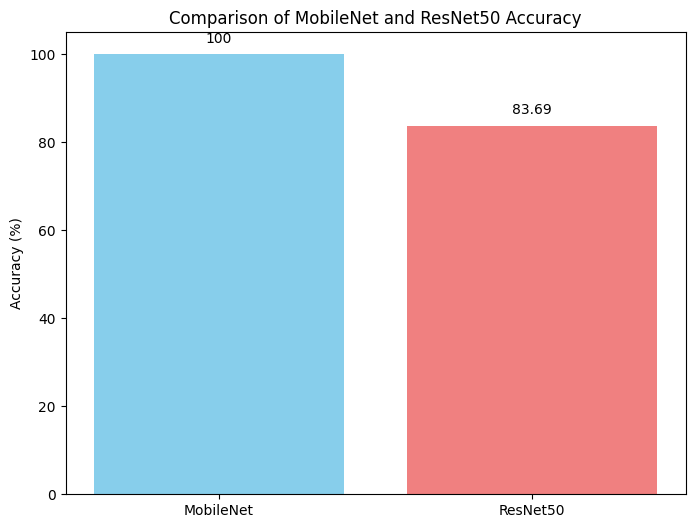 Comparison of MobileNet and ResNet50 Accuracy
100
83.69
100
80
60
40
20
0
Accuracy (%)
MobileNet
ResNet50